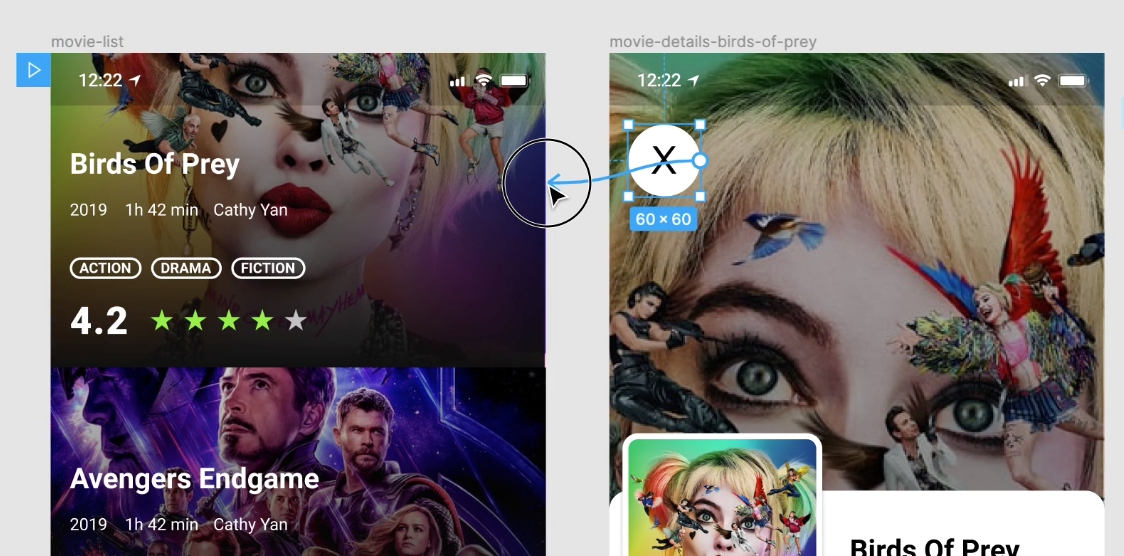 movie-list
12:22
Birds Of Prey
2019 1h 42 min Cathy Yan
ACTION DRAMA FICTION
4.2
Avengers Endgame
2019 1h 42 min Cathy Yan
movie-details-birds-of-prey
12:22
X
60 × 60
Birds Of Prey